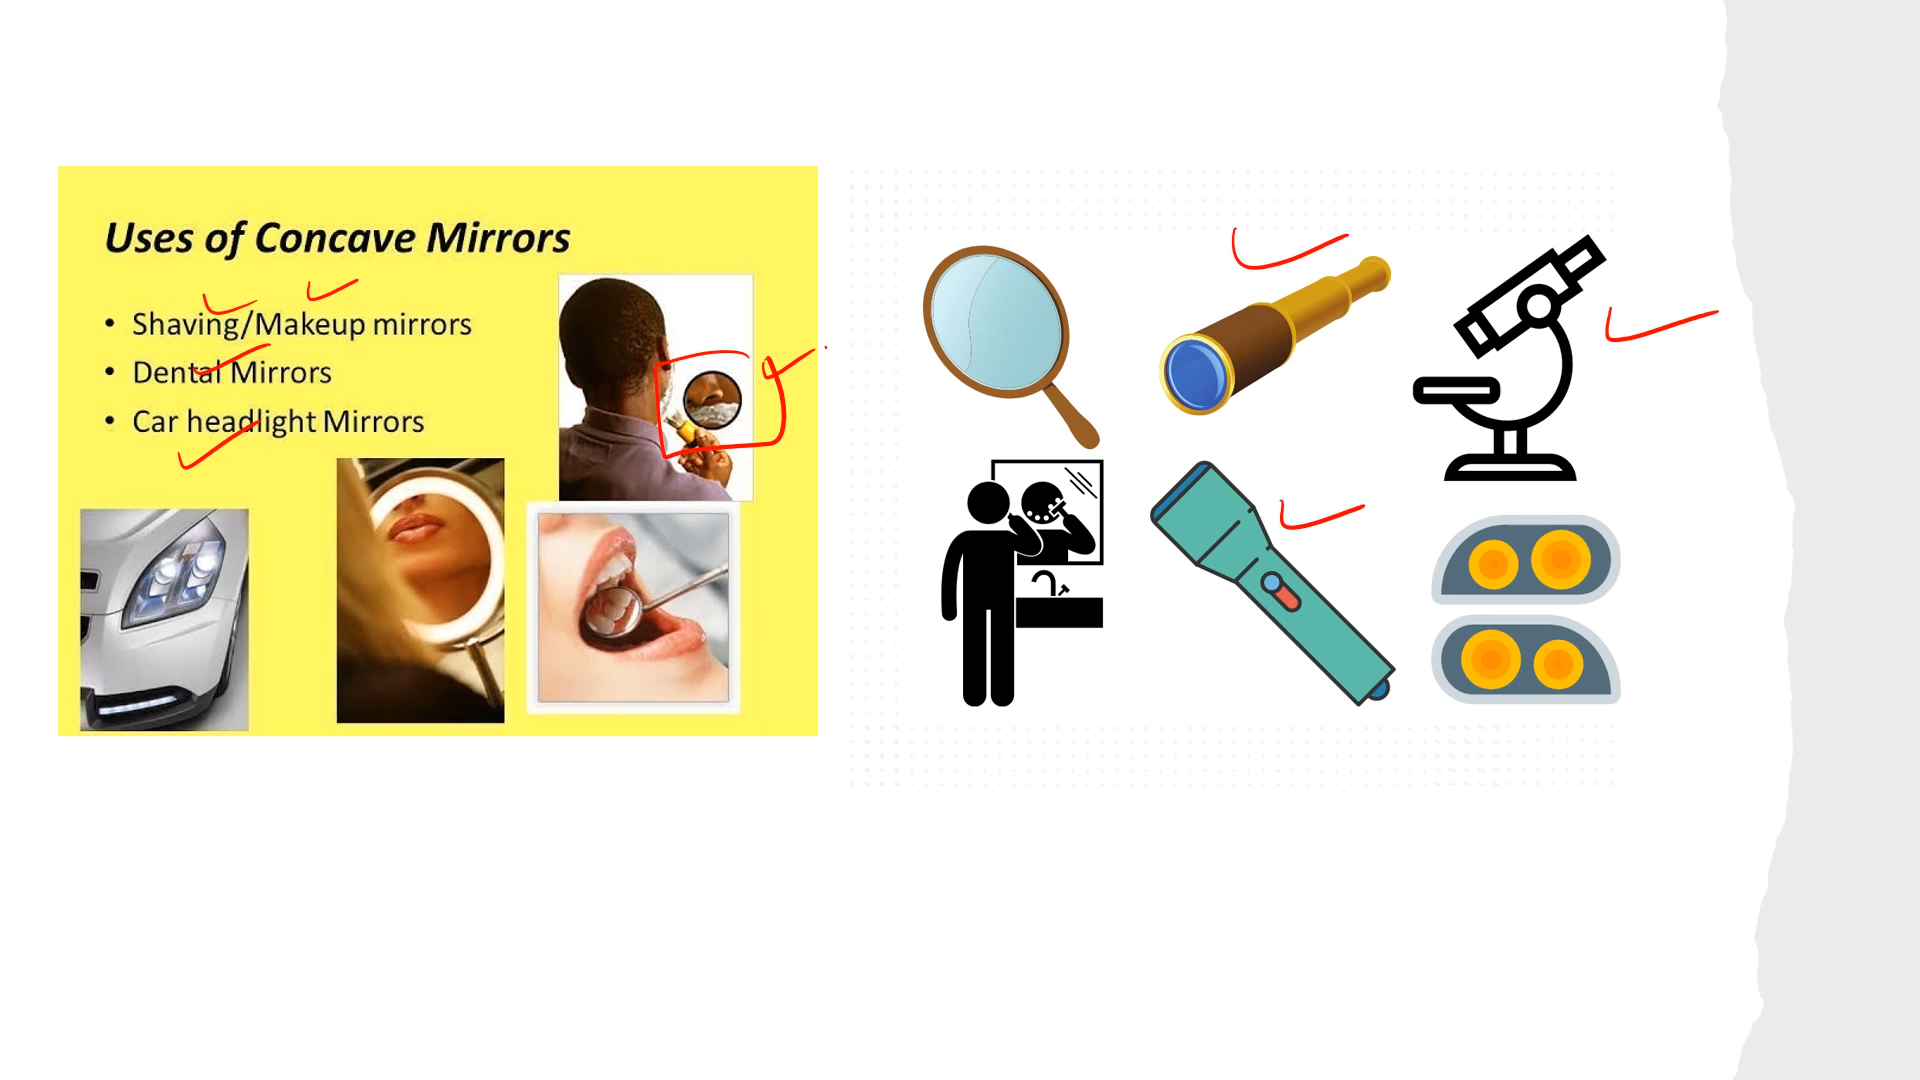 Uses of Concave Mirrors
• Shaving/Makeup mirrors
• Dental Mirrors
• Car headlight Mirrors